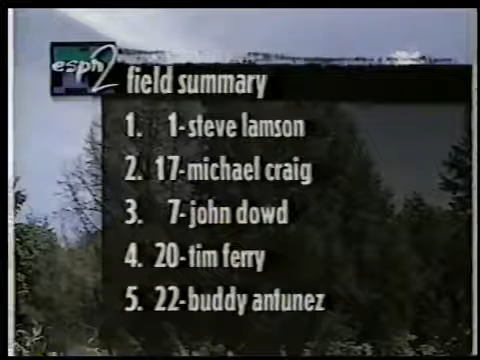 espn2
field summary
1. 1-steve lamson
2. 17-michael craig
3. 7-john dowd
4. 20-tim ferry
5. 22-buddy antunez